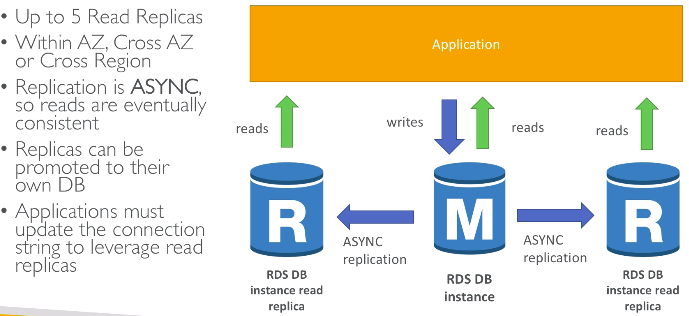 • Up to 5 Read Replicas
• Within AZ, Cross AZ
or Cross Region
• Replication is ASYNC,
so reads are eventually
consistent
• Replicas can be
promoted to their
own DB
• Applications must
update the connection
string to leverage read
replicas
Application
reads
writes
reads
reads
R
M
R
ASYNC
replication
ASYNC
replication
RDS DB
instance read
replica
RDS DB
instance
RDS DB
instance read
replica